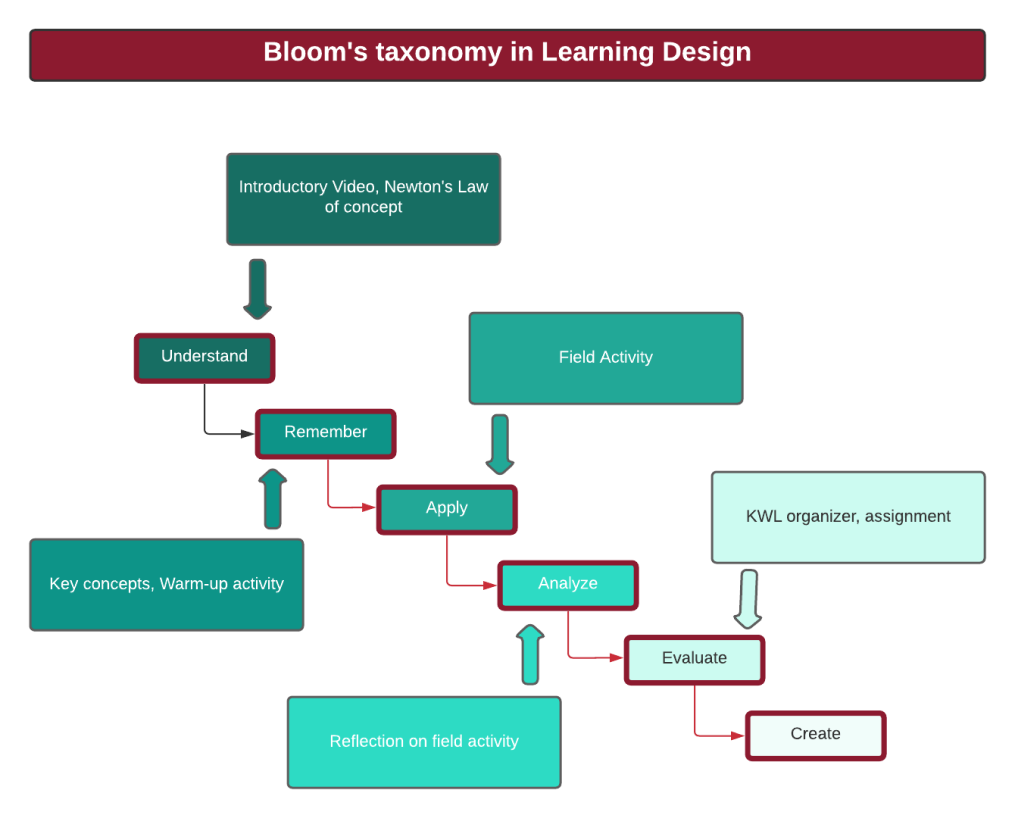 Bloom's taxonomy in Learning Design
Introductory Video, Newton's Law
of concept
Understand
Field Activity
Remember
Apply
KWL organizer, assignment
Key concepts, Warm-up activity
Analyze
Evaluate
Reflection on field activity
Create